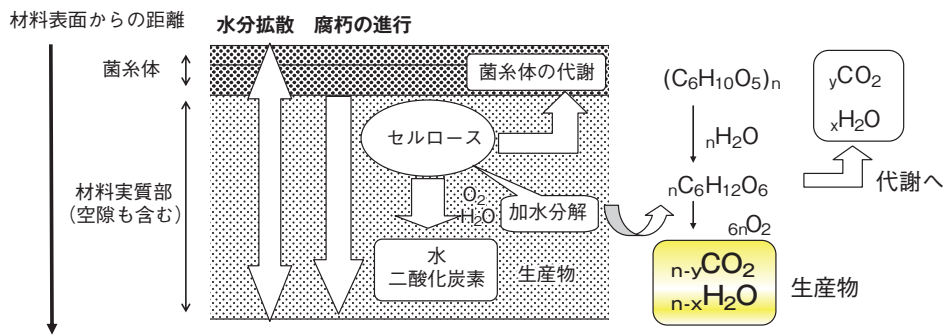 材料表面からの距離
水分拡散 腐朽の進行
菌糸体
菌糸体の代謝
材料実質部
(空隙も含む)
セルロース
O2
H2O
加水分解
水
二酸化炭素
生産物
(C6H10O5)n
nH2O
nC6H12O6
6nO2
n-yCO2
n-xH2O
生産物
yCO2
xH2O
代謝へ